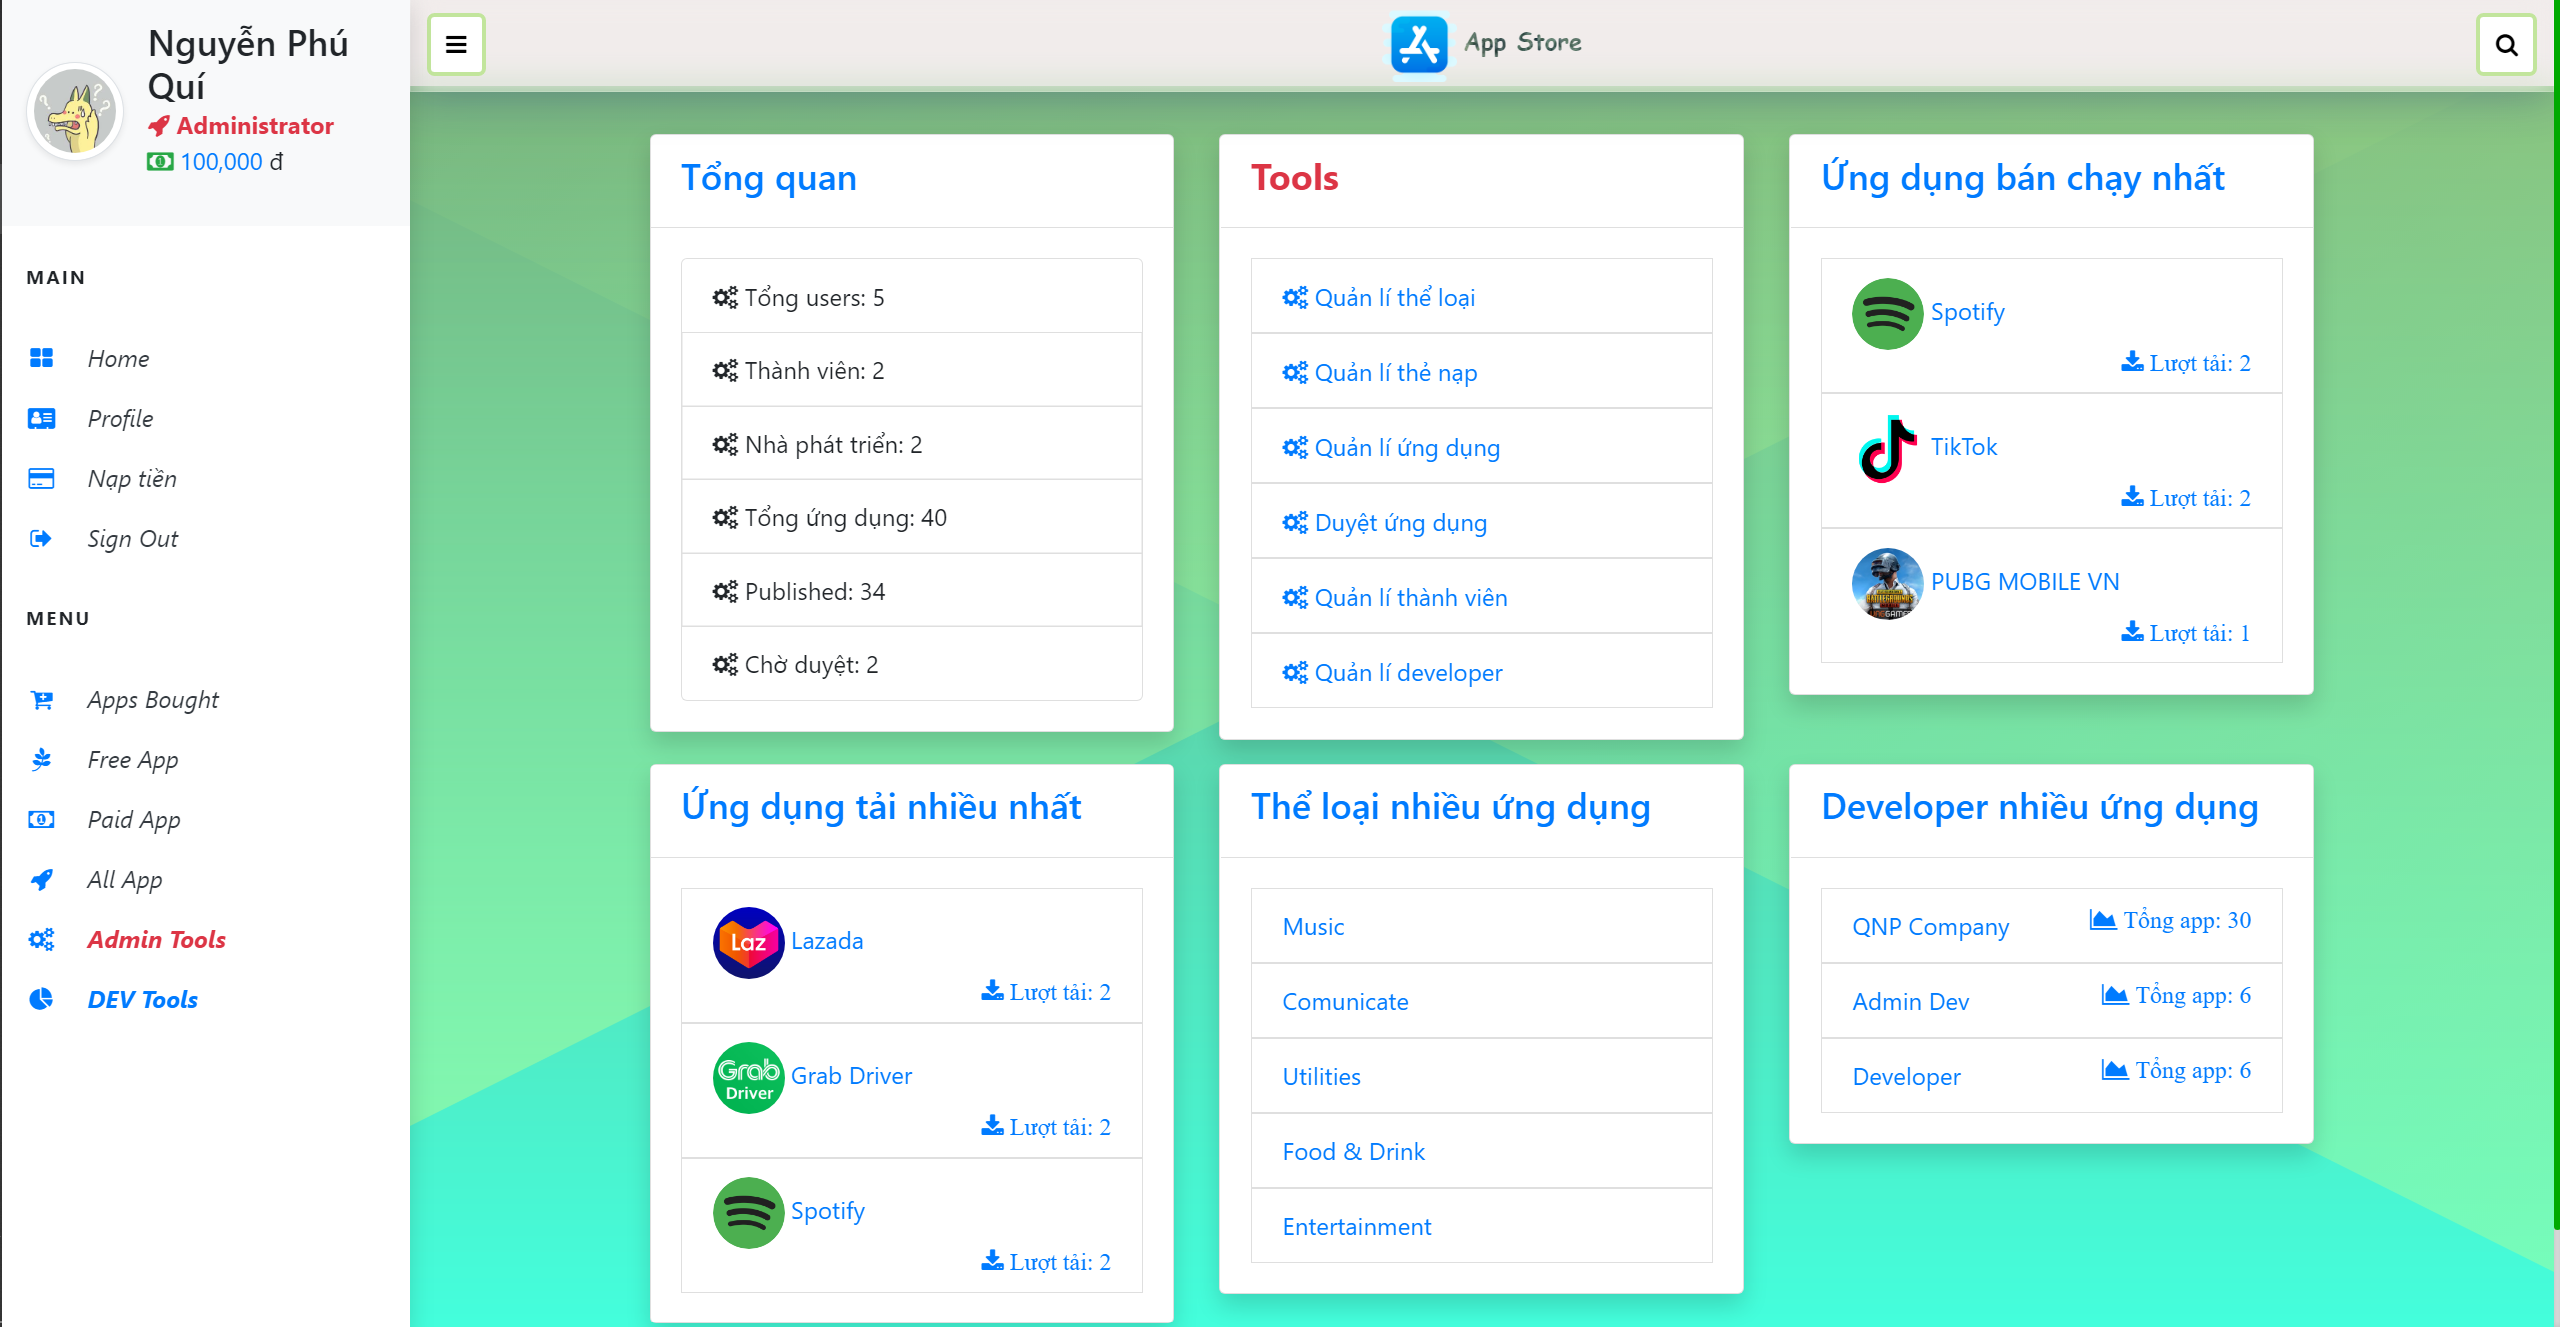 Nguyễn Phú
Quí
Administrator
100,000 đ
MAIN
Home
Profile
Nạp tiền
Sign Out
MENU
Apps Bought
Free App
Paid App
All App
Admin Tools
DEV Tools
App Store
Tổng quan
Tổng users: 5
Thành viên: 2
Nhà phát triển: 2
Tổng ứng dụng: 40
Published: 34
Chờ duyệt: 2
Tools
Quản lí thể loại
Quản lí thẻ nạp
Quản lí ứng dụng
Duyệt ứng dụng
Quản lí thành viên
Quản lí developer
Ứng dụng bán chạy nhất
Spotify
Lượt tải: 2
TikTok
Lượt tải: 2
PUBG MOBILE VN
Lượt tải: 1
Ứng dụng tải nhiều nhất
Laz
Lazada
Lượt tải: 2
Grab
Driver
Grab Driver
Lượt tải: 2
Spotify
Lượt tải: 2
Thể loại nhiều ứng dụng
Music
Comunicate
Utilities
Food & Drink
Entertainment
Developer nhiều ứng dụng
QNP Company
Tổng app: 30
Admin Dev
Tổng app: 6
Developer
Tổng app: 6